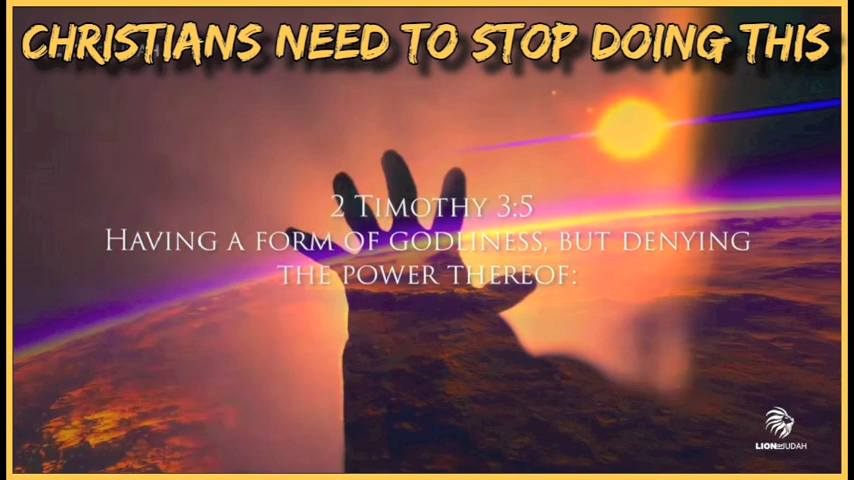 CHRISTIANS NEED TO STOP DOING THIS
2 TIMOTHY 3:5
HAVING A FORM OF GODLINESS, BUT DENYING
THE POWER THEREOF:
LION OF JUDAH